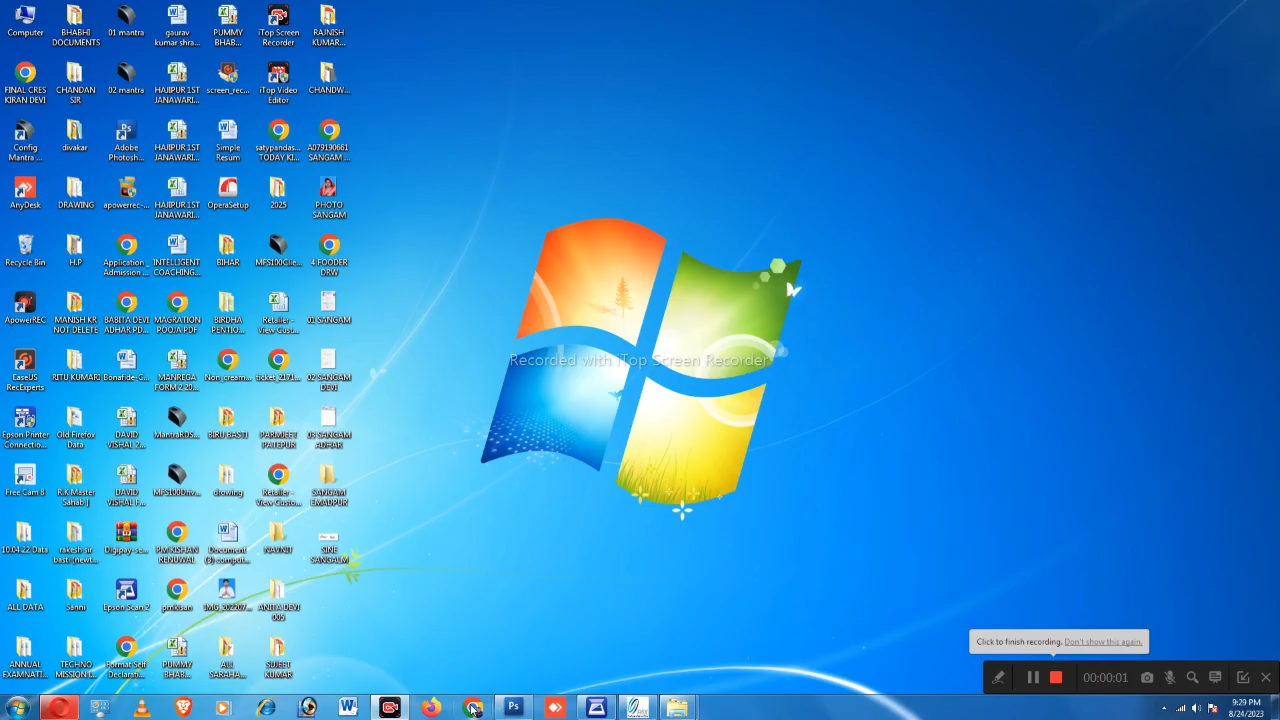 Computer
BHABHI
DOCUMENTS
01 mantra
gaurav
kumar shra...
PUMMY
BHAB...
iTop Screen
Recorder
RAJNISH
KUMAR...
FINAL CRES
KIRAN DEVI
CHANDAN
SIR
02 mantra
HAJIPUR 1ST
JANAWARI...
screen_rec...
iTop Video
Editor
CHANDW...
Config
Mantra ...
divakar
Adobe
Photosh...
HAJIPUR 1ST
JANAWARI...
Simple
Resum
satypandas...
TODAY KI...
A079190661
SANGAM ...
AnyDesk
DRAWING
apowerrec-...
HAJIPUR 1ST
JANAWARI...
OperaSetup
2025
PHOTO
SANGAM
Recycle Bin
H.P
Application_
Admission ...
INTELLIGENT
COACHING...
BIHAR
MFS100Clie...
4 FOODER
DRW
ApowerREC
MANISH KR
NOT DELETE
BABITA DEVI
ADHAR PD...
MAGRATION
POOJA PDF
BIRDHA
PENTIO...
Retailer -
View Cust...
01 SANGAM
EaseUS
RecExperts
RITU KUMARI
Bonafide-C...
MANREGA
FORM 2 20...
Non_cream...
ticket_2171...
02 SANGAM
DEVI
Epson Printer
Connectio...
Old Firefox
Data
DAVID
VISHAL 2...
MantraRDS...
BIRU BASTI
PARMJEET
PATEPUR
03 SANGAM
ADHAR
Free Cam 8
R.K Master
Sahab J
DAVID
VISHAL F...
MFS100Driv...
drowing
Retailer -
View Custo...
SANGAM
EMADPUR
10.04.22 Data
rakesh sir
basti (newt...
Digipay-se...
PM KISHAN
RENUWAL
Document
(3) comput...
NAVNIT
SINE
SANGALM
ALL DATA
Sanni
Epson Scan 2
pmkisan
IMG_202207...
ANITA DEVI
005
ANNUAL
EXAMNATI...
TECHNO
MISSION I...
Format Self
Declarati...
PUMMY
BHAB...
ALL
SARAHA...
SUJEET
KUMAR
Recorded with iTop Screen Recorder
Click to finish recording. Don't show this again.
00:00:01
9:29 PM
8/24/2023